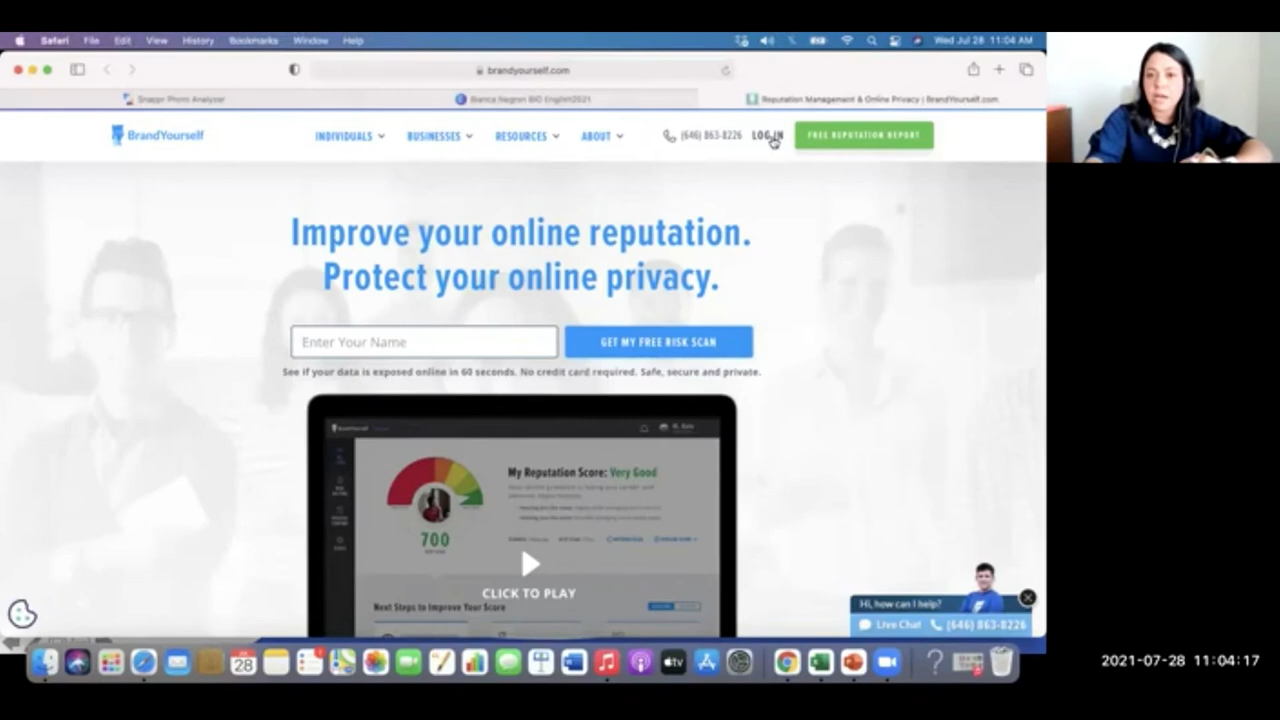 Safari File Edit View History Bookmarks Window Help Wed Jul 28 11:04 AM
brandyourself.com
Snappr Photo Analyzer Bianca Negron BIO English2021 Reputation Management & Online Privacy | BrandYourself.com
BrandYourself INDIVIDUALS BUSINESSES RESOURCES ABOUT (646) 863-8226 LOG IN FREE REPUTATION REPORT
Improve your online reputation.
Protect your online privacy.
Enter Your Name GET MY FREE RISK SCAN
See if your data is exposed online in 60 seconds. No credit card required. Safe, secure and private.
BrandYourself
My Reputation Score: Very Good
700
CLICK TO PLAY
Next Steps to Improve Your Score
Hi, how can I help?
Live Chat (646) 863-8226
JUL
28
tv
2021-07-28 11:04:17